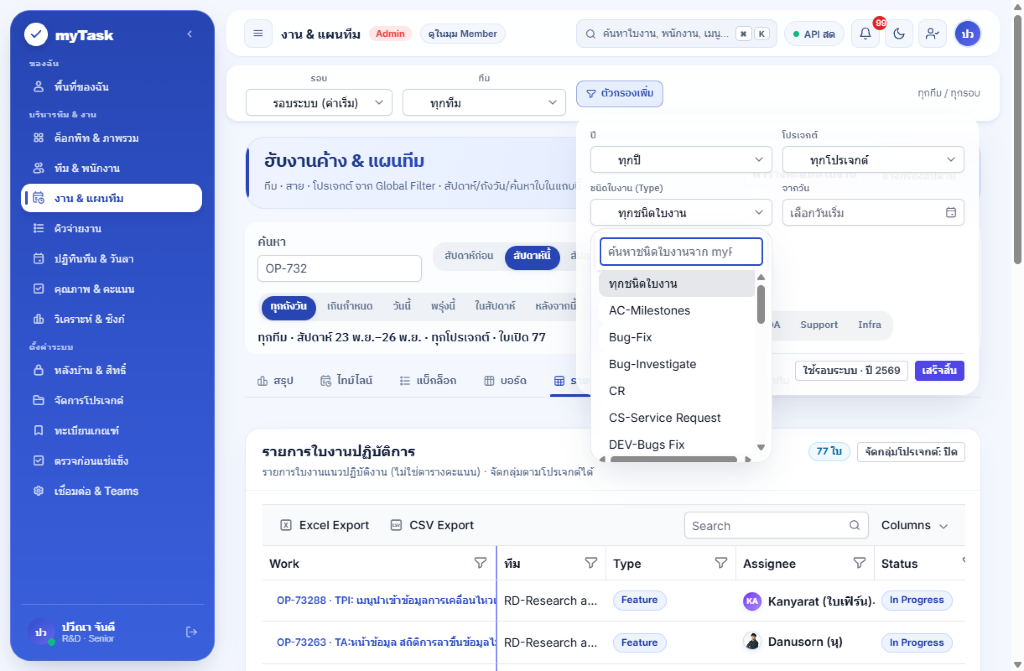 myTask
ของฉัน
พื้นที่ของฉัน
บริหารทีม & งาน
ค็อกพิท & ภาพรวม
ทีม & พนักงาน
งาน & แผนทีม
คิวจ่ายงาน
ปฏิทินทีม & วันลา
คุณภาพ & คะแนน
วิเคราะห์ & ซิงก์
ตั้งค่าระบบ
หลังบ้าน & สิทธิ์
จัดการโปรเจกต์
ทะเบียนเกณฑ์
ตรวจก่อนแช่แข็ง
เชื่อมต่อ & Teams
ปว
ปวีณา จันดี
R&D · Senior
งาน & แผนทีม
Admin
ดูในมุม Member
ค้นหาใบงาน, พนักงาน, เมนู...
⌘ K
API สด
99
ปว
รอบ
รอบระบบ (ค่าเริ่ม)
ทีม
ทุกทีม
ตัวกรองเพิ่ม
ทุกทีม / ทุกรอบ
ปี
ทุกปี
โปรเจกต์
ทุกโปรเจกต์
ชนิดใบงาน (Type)
ทุกชนิดใบงาน
จากวัน
เลือกวันเริ่ม
ค้นหาชนิดใบงานจาก my
ทุกชนิดใบงาน
AC-Milestones
Bug-Fix
Bug-Investigate
CR
CS-Service Request
DEV-Bugs Fix
Support
Infra
ใช้รอบระบบ · ปี 2569
เสร็จสิ้น
ฮับงานค้าง & แผนทีม
ทีม · สาย · โปรเจกต์ จาก Global Filter · สัปดาห์/ถังวัน/ค้นหาใบในแถบ
ค้นหา
OP-732
สัปดาห์ก่อน
สัปดาห์นี้
ทุกถังวัน
เกินกำหนด
วันนี้
พรุ่งนี้
ในสัปดาห์
หลังจากนี้
ทุกทีม · สัปดาห์ 23 พ.ย.–26 พ.ย. · ทุกโปรเจกต์ · ใบเปิด 77
สรุป
ไทม์ไลน์
แบ็กล็อก
บอร์ด
รายการใบงานปฏิบัติการ
รายการใบงานแนวปฏิบัติงาน (ไม่ใช่ตารางคะแนน) · จัดกลุ่มตามโปรเจกต์ได้
77 ใบ
จัดกลุ่มโปรเจกต์: ปิด
Excel Export
CSV Export
Search
Columns
Work
ทีม
Type
Assignee
Status
OP-73288 · TPI: เมนูนำเข้าข้อมูลการเคลื่อนไหว
RD-Research a...
Feature
KA
Kanyarat (ใบเฟิร์น)
In Progress
OP-73263 · TA:หน้าข้อมูล สถิติการลาขึ้นข้อมูล
RD-Research a...
Feature
Danusorn (นุ)
In Progress